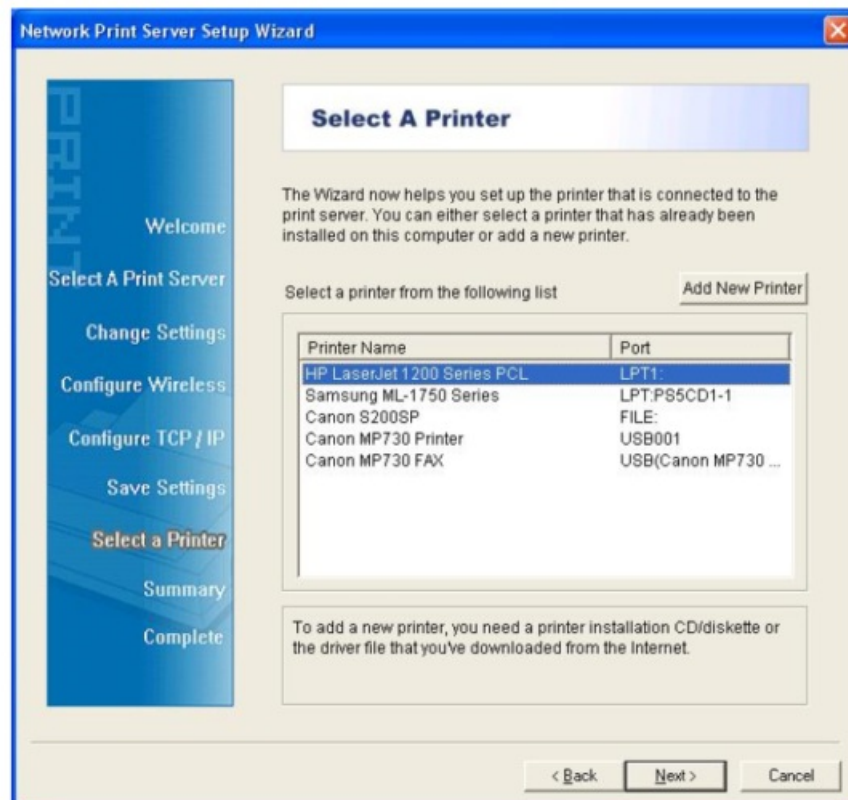 Network Print Server Setup Wizard
PRINT
Welcome
Select A Print Server
Change Settings
Configure Wireless
Configure TCP / IP
Save Settings
Select a Printer
Summary
Complete
Select A Printer
The Wizard now helps you set up the printer that is connected to the
print server. You can either select a printer that has already been
installed on this computer or add a new printer.
Select a printer from the following list
Add New Printer
Printer Name Port
HP LaserJet 1200 Series PCL LPT1:
Samsung ML-1750 Series LPT:PS5CD1-1
Canon S200SP FILE:
Canon MP730 Printer USB001
Canon MP730 FAX USB(Canon MP730 ...
To add a new printer, you need a printer installation CD/diskette or
the driver file that you've downloaded from the Internet.
< Back Next > Cancel